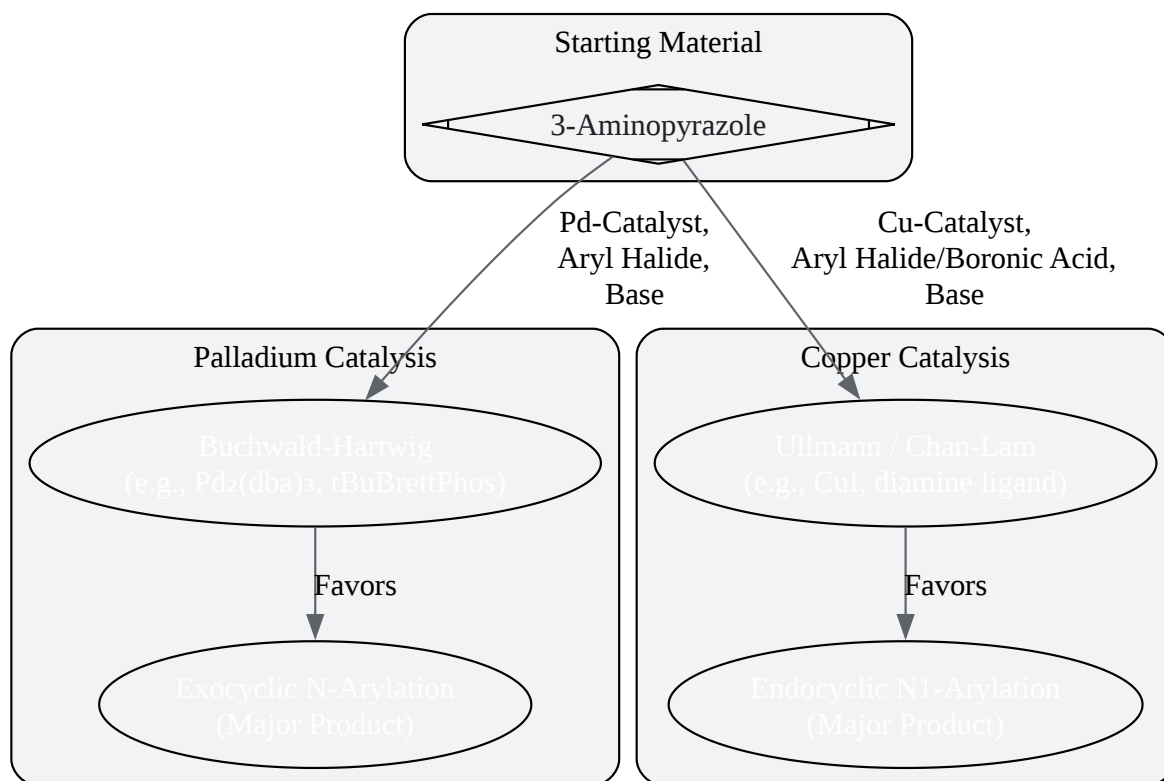 Starting Material
3-Aminopyrazole
Pd-Catalyst,
Aryl Halide,
Base
Cu-Catalyst,
Aryl Halide/Boronic Acid,
Base
Palladium Catalysis
Buchwald-Hartwig
(e.g., Pd₂(dba)₃, tBuBrettPhos)
Favors
Exocyclic N-Arylation
(Major Product)
Copper Catalysis
Ullmann / Chan-Lam
(e.g., CuI, diamine ligand)
Favors
Endocyclic N1-Arylation
(Major Product)